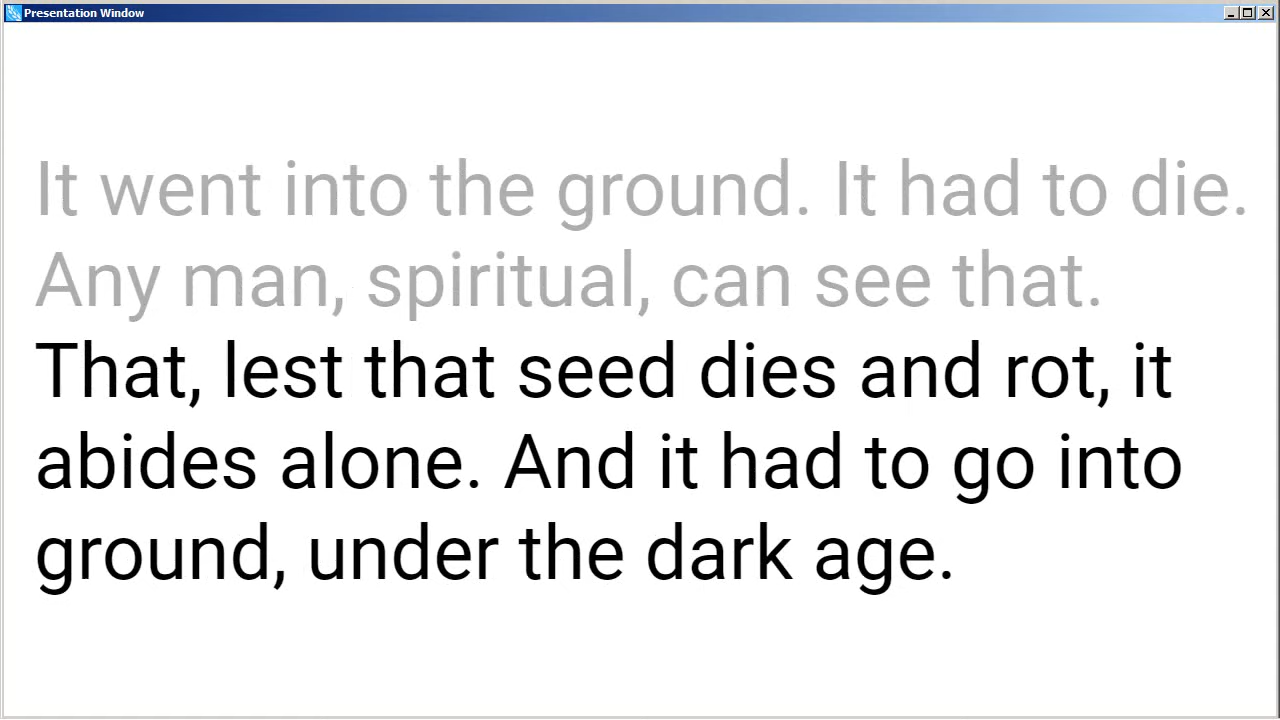 Presentation Window
It went into the ground. It had to die.
Any man, spiritual, can see that.
That, lest that seed dies and rot, it
abides alone. And it had to go into
ground, under the dark age.